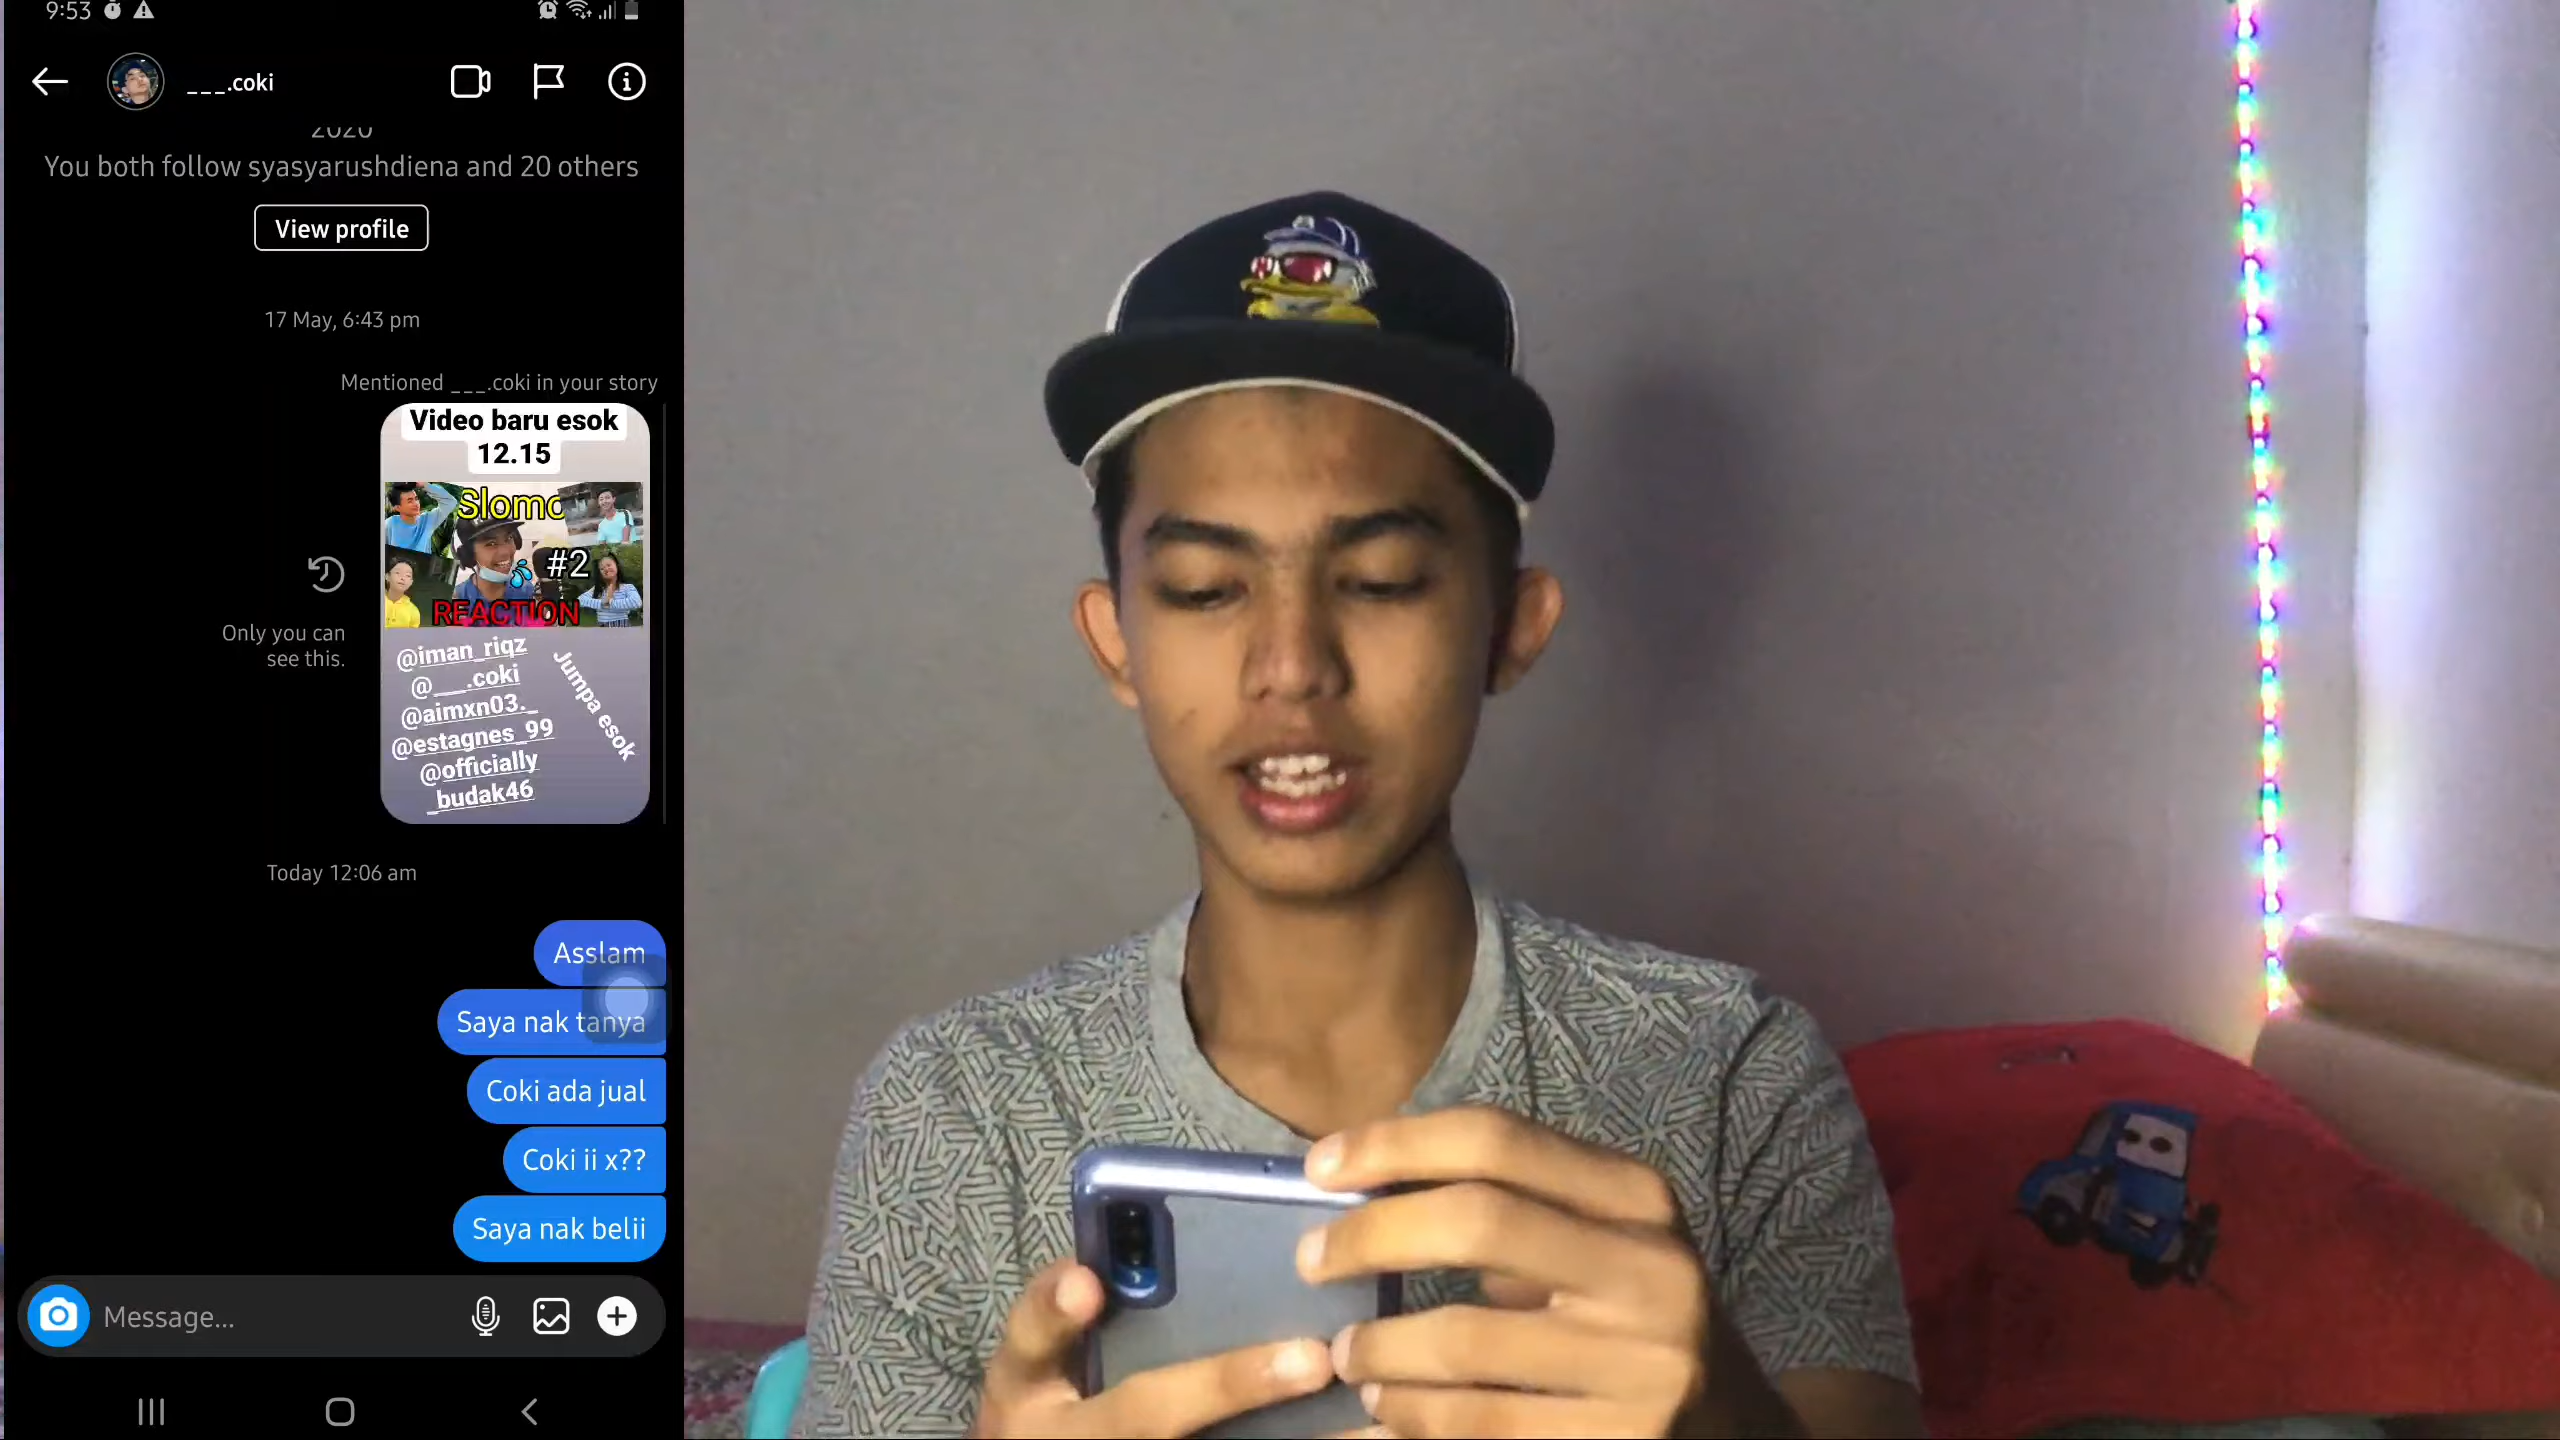 9:53
___.coki
2020
You both follow syasyarushdiena and 20 others
View profile
17 May, 6:43 pm
Mentioned ___.coki in your story
Video baru esok
12.15
Slomo
#2
REACTION
Only you can
see this.
@iman_riqz
@___.coki
@aimxn03._
@estagnes_99
@officially
_budak46
Jumpa esok
Today 12:06 am
Asslam
Saya nak tanya
Coki ada jual
Coki ii x??
Saya nak belii
Message...